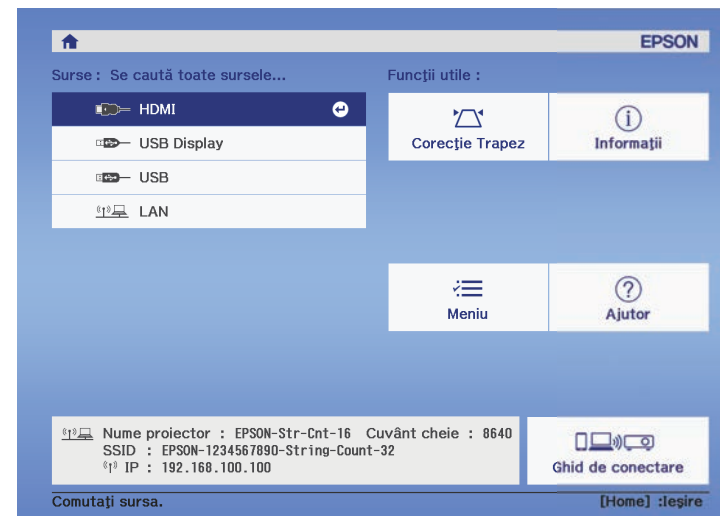 EPSON
Surse : Se caută toate sursele...
HDMI
USB Display
USB
LAN
Funcții utile :
Corecție Trapez
Informații
Meniu
Ajutor
Nume proiector : EPSON-Str-Cnt-16 Cuvânt cheie : 8640
SSID : EPSON-1234567890-String-Count-32
IP : 192.168.100.100
Ghid de conectare
Comutați sursa.
[Home] :Ieșire